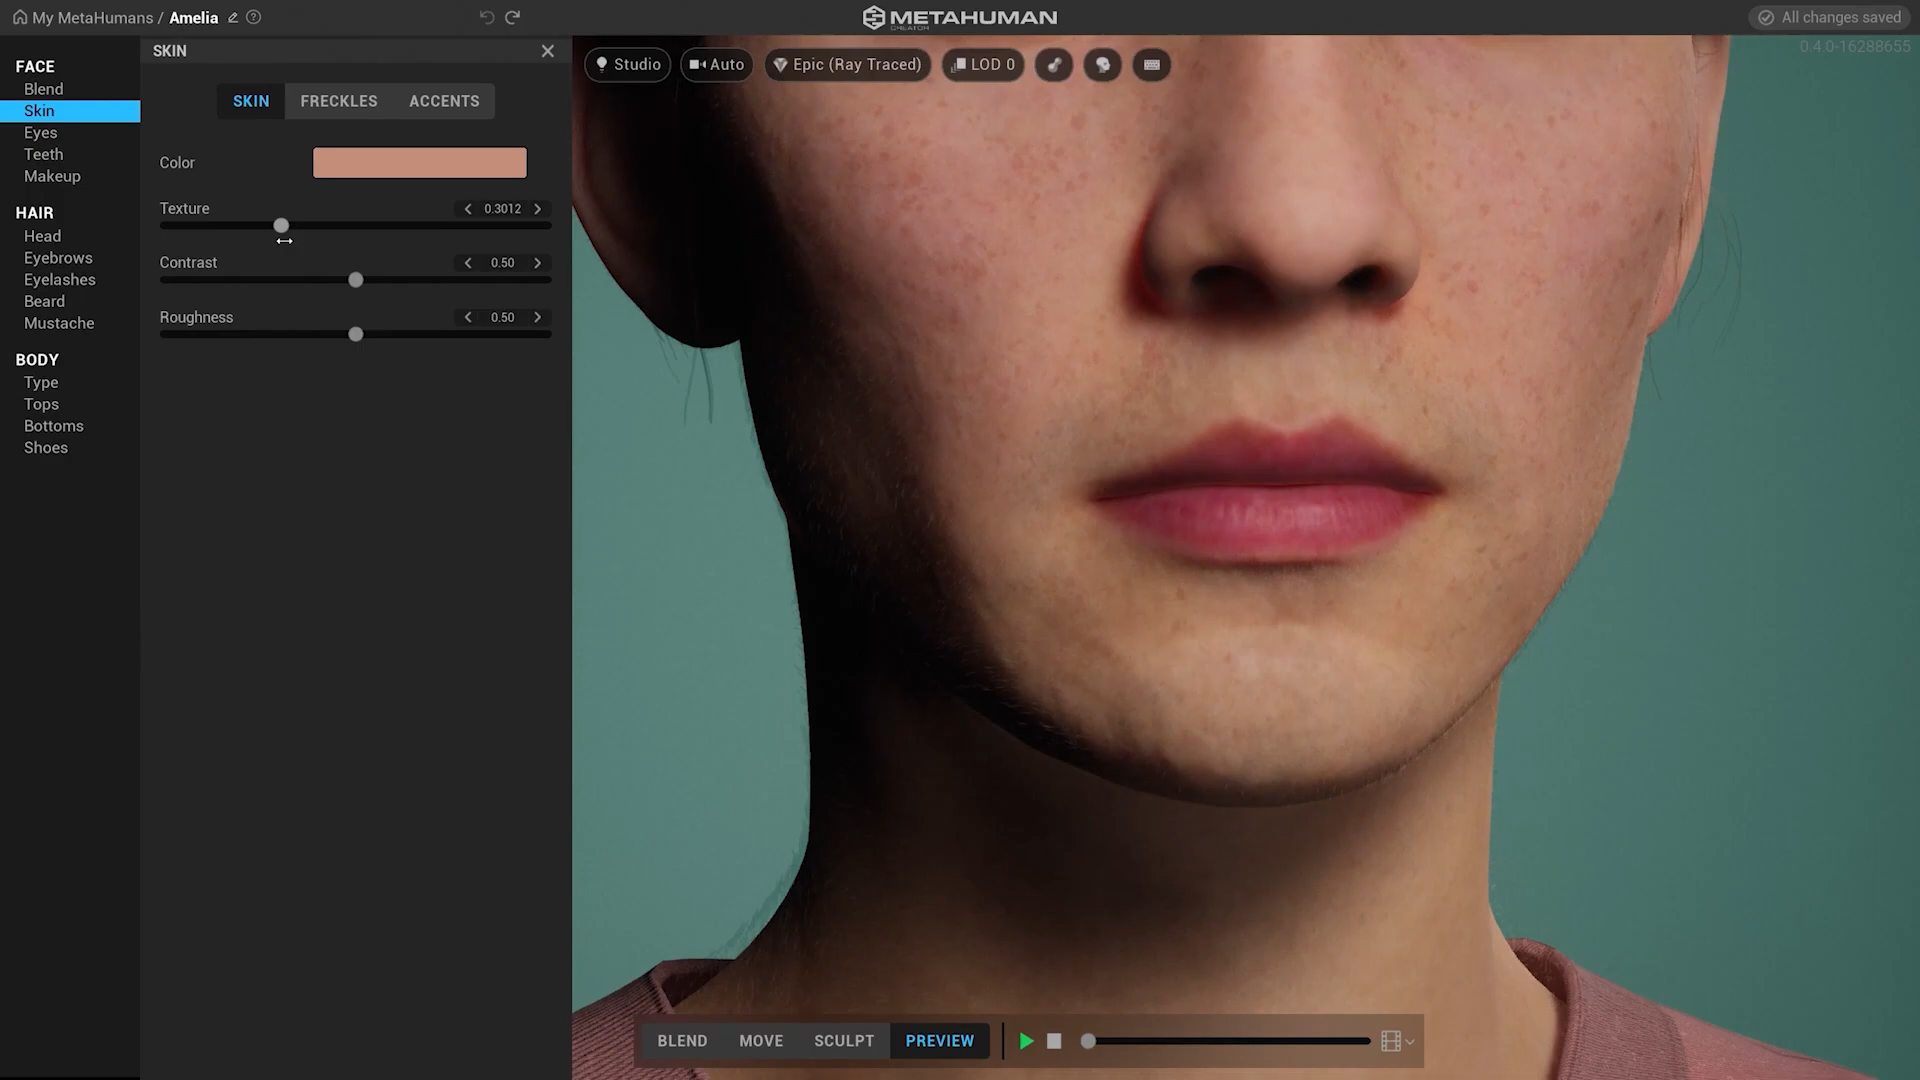 My MetaHumans / Amelia
METAHUMAN
CREATOR
All changes saved
0.4.0-16288655
FACE
Blend
Skin
Eyes
Teeth
Makeup
HAIR
Head
Eyebrows
Eyelashes
Beard
Mustache
BODY
Type
Tops
Bottoms
Shoes
SKIN
SKIN FRECKLES ACCENTS
Color
Texture 0.3012
Contrast 0.50
Roughness 0.50
Studio Auto Epic (Ray Traced) LOD 0
BLEND MOVE SCULPT PREVIEW